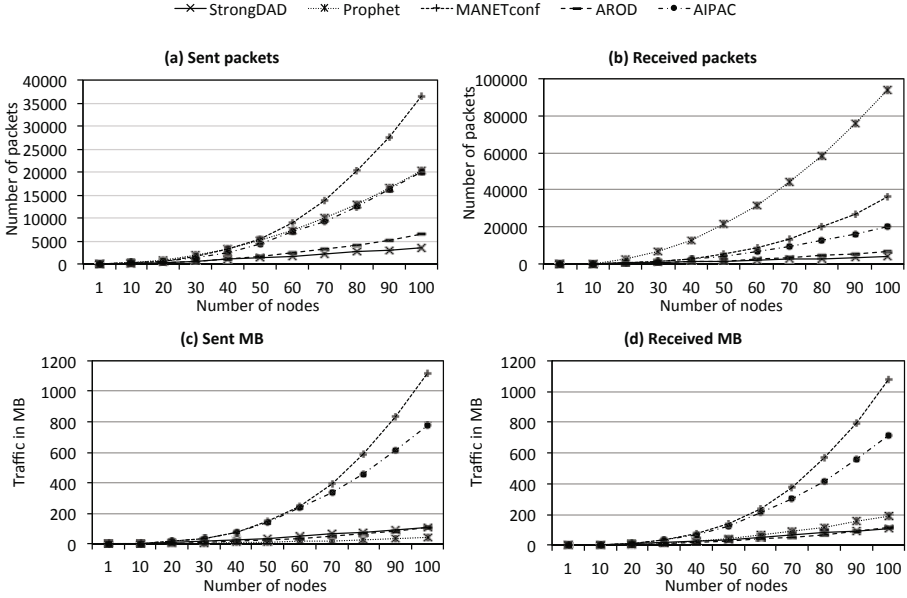 StrongDAD Prophet MANETconf AROD AIPAC
(a) Sent packets
40000
35000
30000
25000
20000
15000
10000
5000
0
Number of packets
1 10 20 30 40 50 60 70 80 90 100
Number of nodes
(b) Received packets
100000
80000
60000
40000
20000
0
Number of packets
1 10 20 30 40 50 60 70 80 90 100
Number of nodes
(c) Sent MB
1200
1000
800
600
400
200
0
Traffic in MB
1 10 20 30 40 50 60 70 80 90 100
Number of nodes
(d) Received MB
1200
1000
800
600
400
200
0
Traffic in MB
1 10 20 30 40 50 60 70 80 90 100
Number of nodes